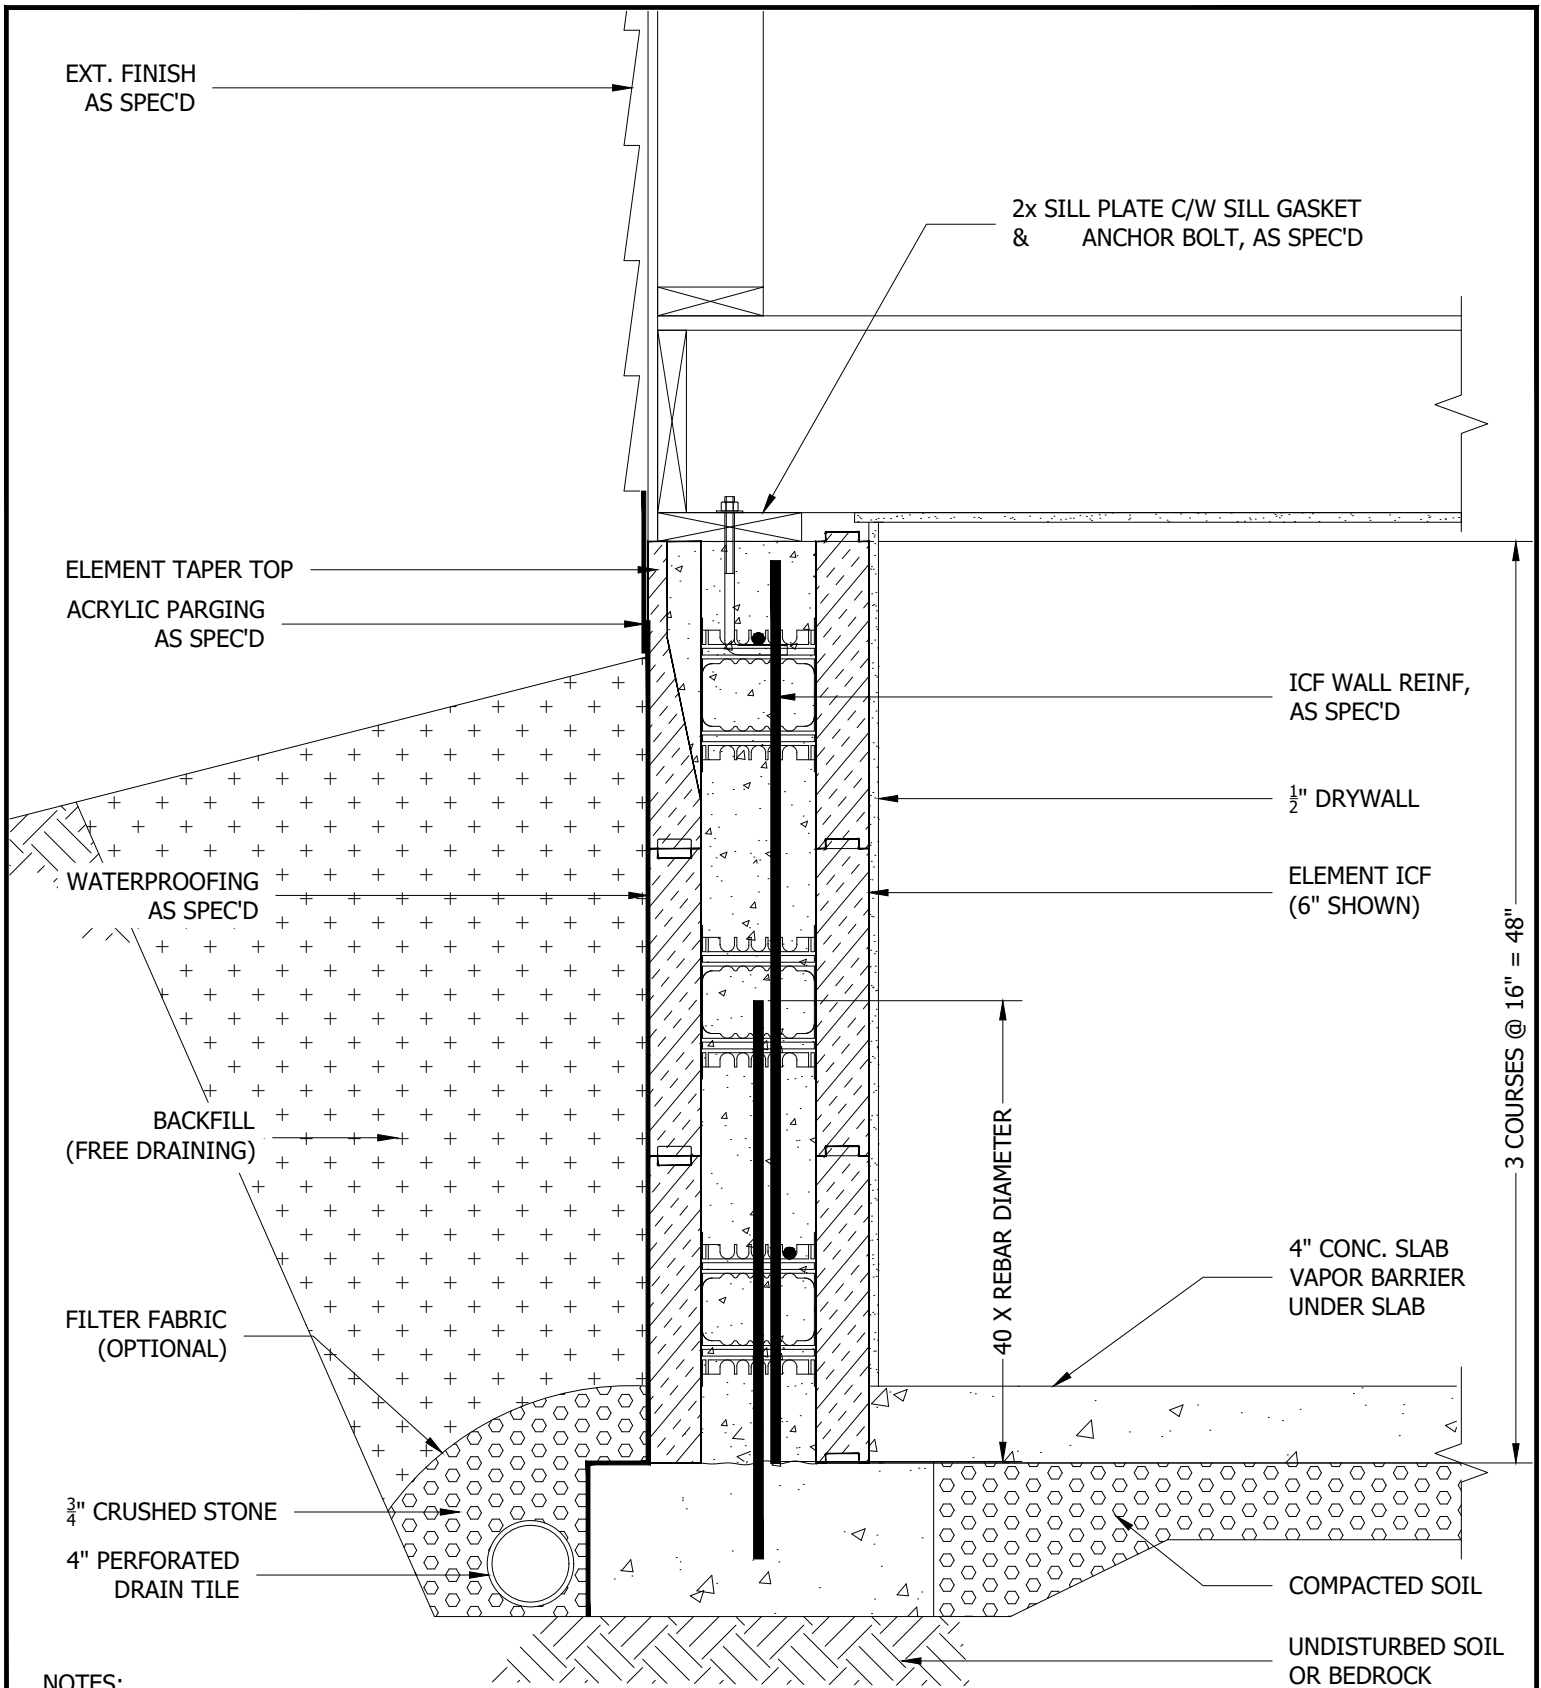 EXT. FINISH
AS SPEC'D
2x SILL PLATE C/W SILL GASKET
& ANCHOR BOLT, AS SPEC'D
ELEMENT TAPER TOP
ACRYLIC PARGING
AS SPEC'D
ICF WALL REINF,
AS SPEC'D
1/2" DRYWALL
WATERPROOFING
AS SPEC'D
ELEMENT ICF
(6" SHOWN)
3 COURSES @ 16" = 48"
BACKFILL
(FREE DRAINING)
40 X REBAR DIAMETER
4" CONC. SLAB
VAPOR BARRIER
UNDER SLAB
FILTER FABRIC
(OPTIONAL)
3/4" CRUSHED STONE
4" PERFORATED
DRAIN TILE
COMPACTED SOIL
UNDISTURBED SOIL
OR BEDROCK
NOTES: